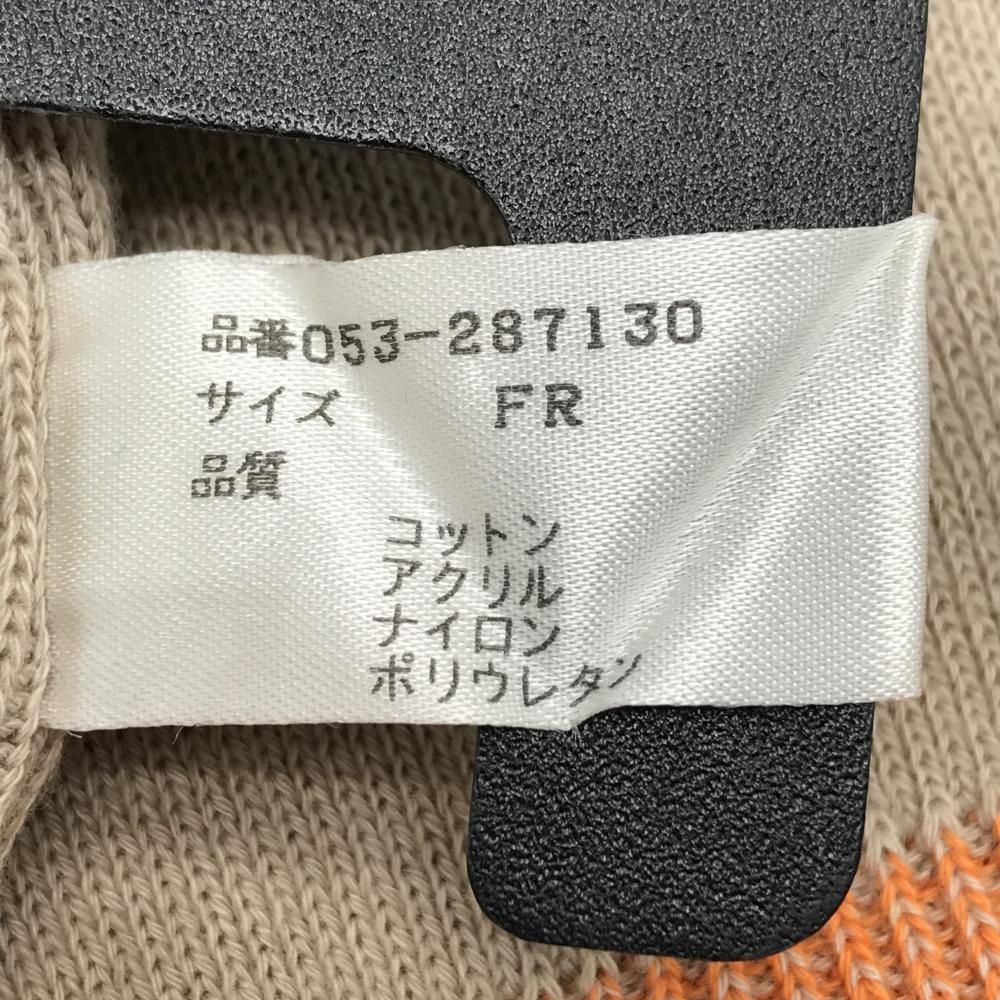 品番053-287130
サイズ FR
品質
コットン
アクリル
ナイロン
ポリウレタン